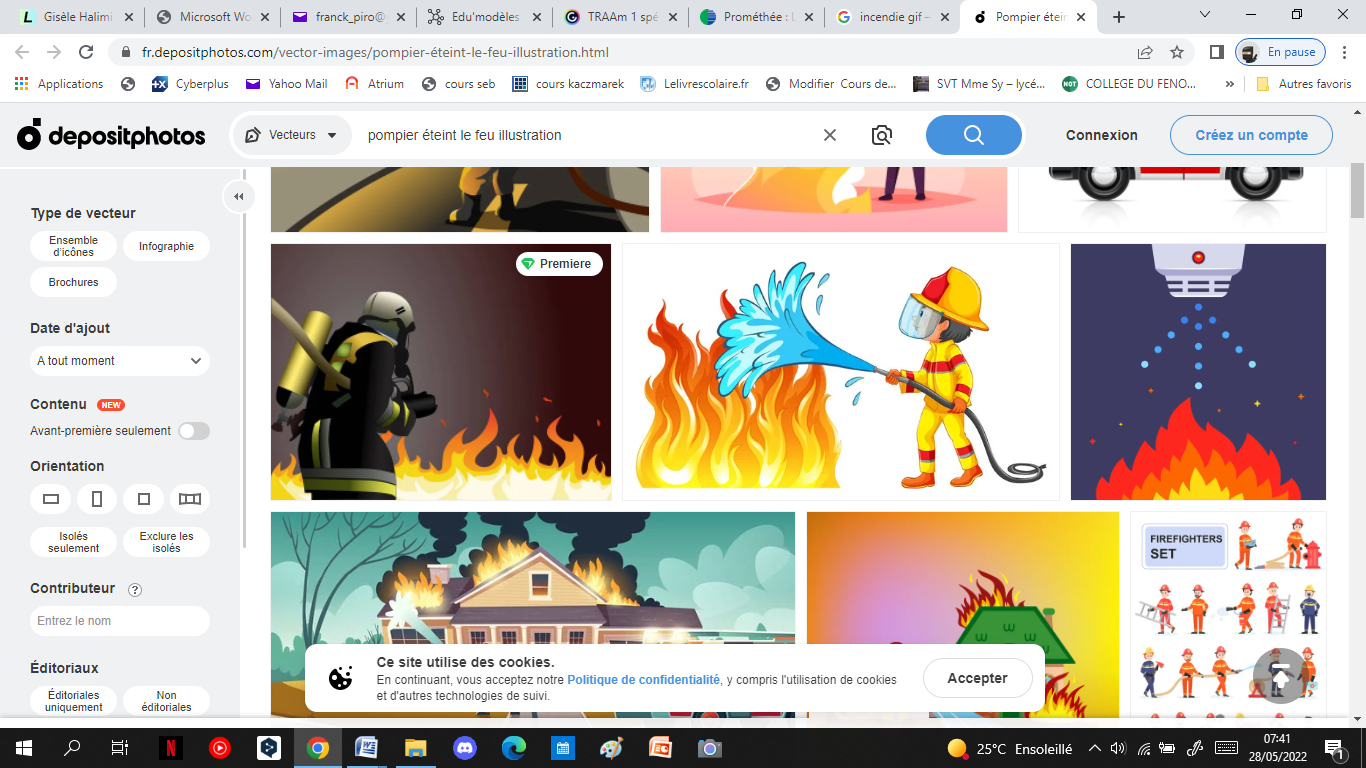 Gisèle Halimi
Microsoft Wo
franck_piro@
Edu'modèles
TRAAm 1 spé
Prométhée : L
incendie gif –
Pompier étein
fr.depositphotos.com/vector-images/pompier-éteint-le-feu-illustration.html
En pause
Applications
Cyberplus
Yahoo Mail
Atrium
cours seb
cours kaczmarek
Lelivrescolaire.fr
Modifier Cours de...
SVT Mme Sy – lycé...
COLLEGE DU FENO...
»
Autres favoris
depositphotos
Vecteurs
pompier éteint le feu illustration
Connexion
Créez un compte
Type de vecteur
Ensemble
d'icônes
Infographie
Brochures
Date d'ajout
A tout moment
Contenu NEW
Avant-première seulement
Orientation
Isolés
seulement
Exclure les
isolés
Contributeur ?
Entrez le nom
Éditoriaux
Éditoriales
uniquement
Non
éditoriales
Premiere
FIREFIGHTERS
SET
Ce site utilise des cookies.
En continuant, vous acceptez notre Politique de confidentialité, y compris l'utilisation de cookies
et d'autres technologies de suivi.
Accepter
25°C Ensoleillé
07:41
28/05/2022
1